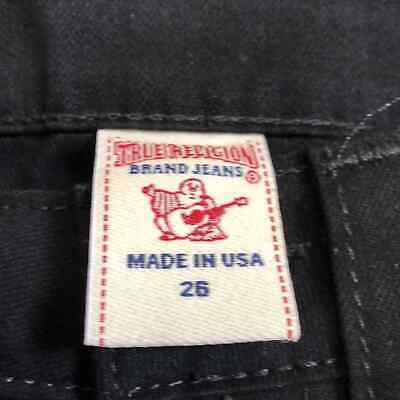 TRUE RELIGION
BRAND JEANS ®
MADE IN USA
26